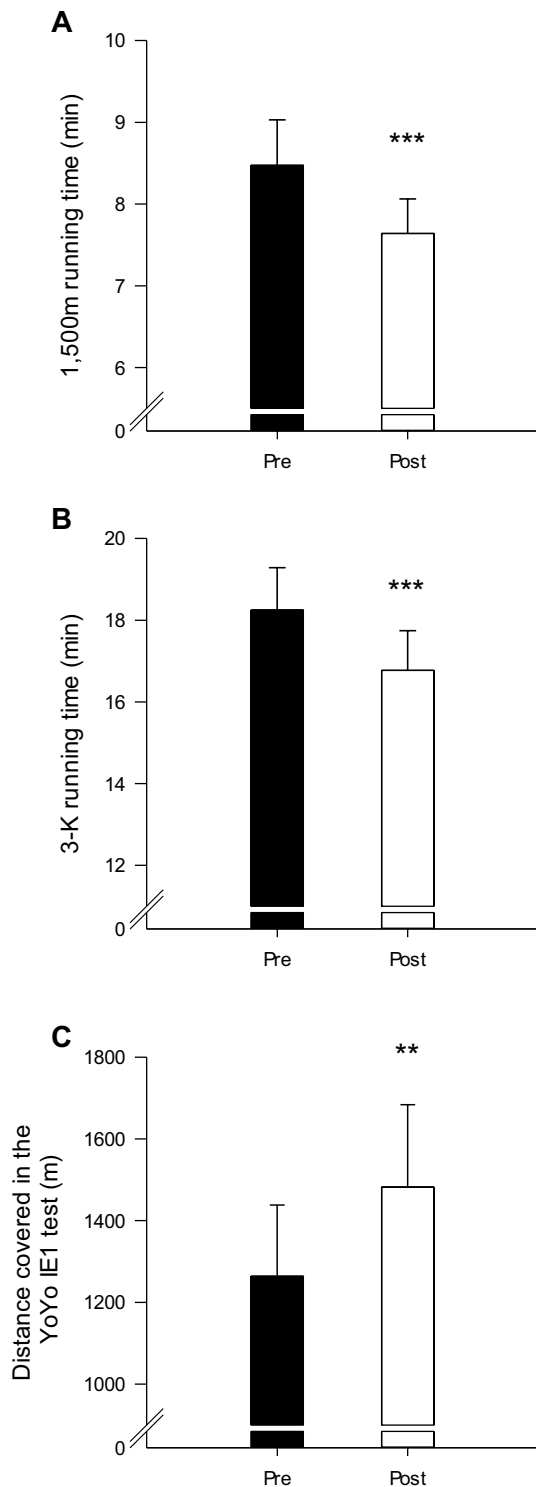 A
1,500m running time (min)
10
9
8
7
6
0
***
Pre Post
B
3-K running time (min)
20
18
16
14
12
0
***
Pre Post
C
Distance covered in the
YoYo IE1 test (m)
1800
1600
1400
1200
1000
0
**
Pre Post